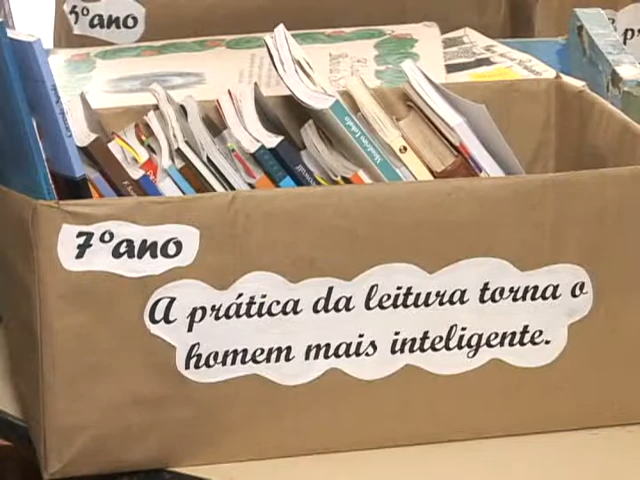 5ºano
7ºano
A prática da leitura torna o
homem mais inteligente.